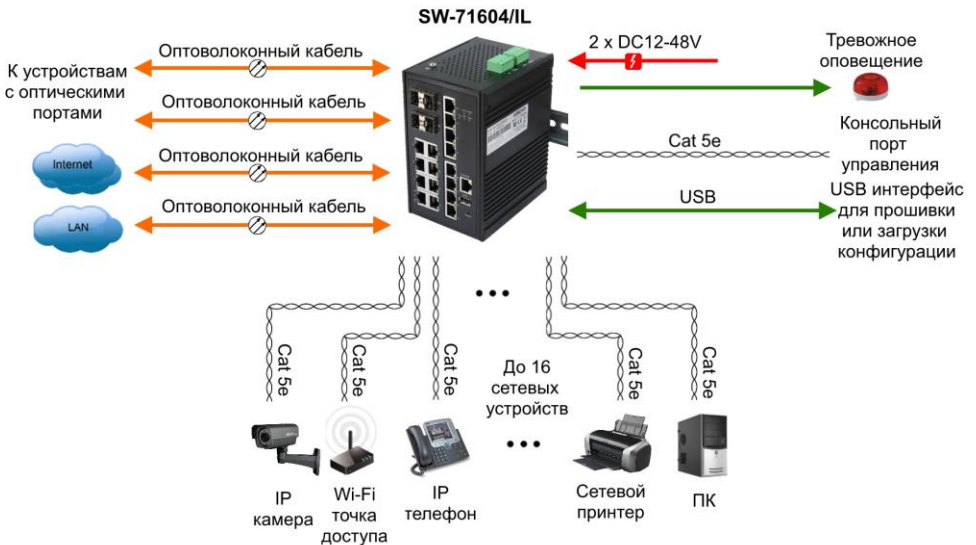 SW-71604/IL
К устройствам
с оптическими
портами
Оптоволоконный кабель
Оптоволоконный кабель
Internet
Оптоволоконный кабель
LAN
Оптоволоконный кабель
2 x DC12-48V
Тревожное
оповещение
Cat 5e
Консольный
порт
управления
USB
USB интерфейс
для прошивки
или загрузки
конфигурации
Cat 5e
Cat 5e
Cat 5e
До 16
сетевых
устройств
Cat 5e
Cat 5e
IP
камера
Wi-Fi
точка
доступа
IP
телефон
Сетевой
принтер
ПК